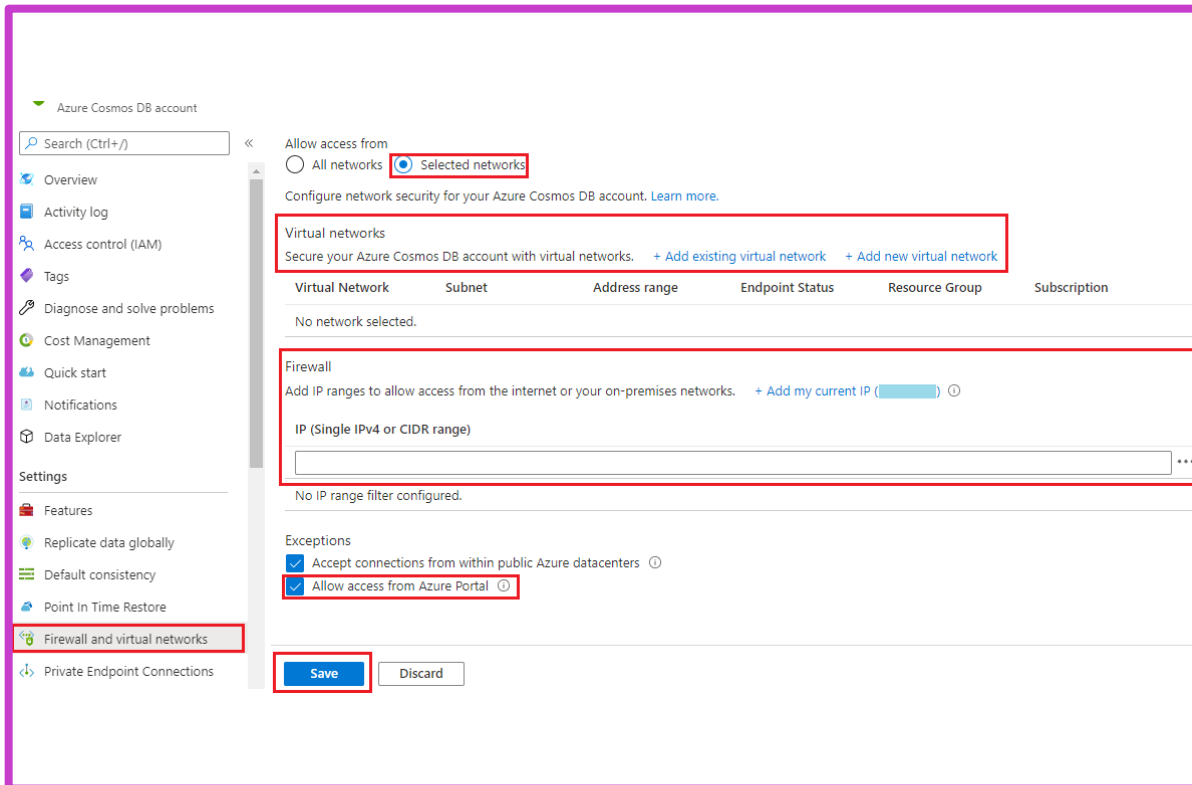 Azure Cosmos DB account
Search (Ctrl+/)
«
Overview
Activity log
Access control (IAM)
Tags
Diagnose and solve problems
Cost Management
Quick start
Notifications
Data Explorer
Settings
Features
Replicate data globally
Default consistency
Point In Time Restore
Firewall and virtual networks
Private Endpoint Connections
Allow access from
All networks Selected networks
Configure network security for your Azure Cosmos DB account. Learn more.
Virtual networks
Secure your Azure Cosmos DB account with virtual networks. + Add existing virtual network + Add new virtual network
Virtual Network Subnet Address range Endpoint Status Resource Group Subscription
No network selected.
Firewall
Add IP ranges to allow access from the internet or your on-premises networks. + Add my current IP ( )
IP (Single IPv4 or CIDR range)
No IP range filter configured.
Exceptions
Accept connections from within public Azure datacenters
Allow access from Azure Portal
Save Discard